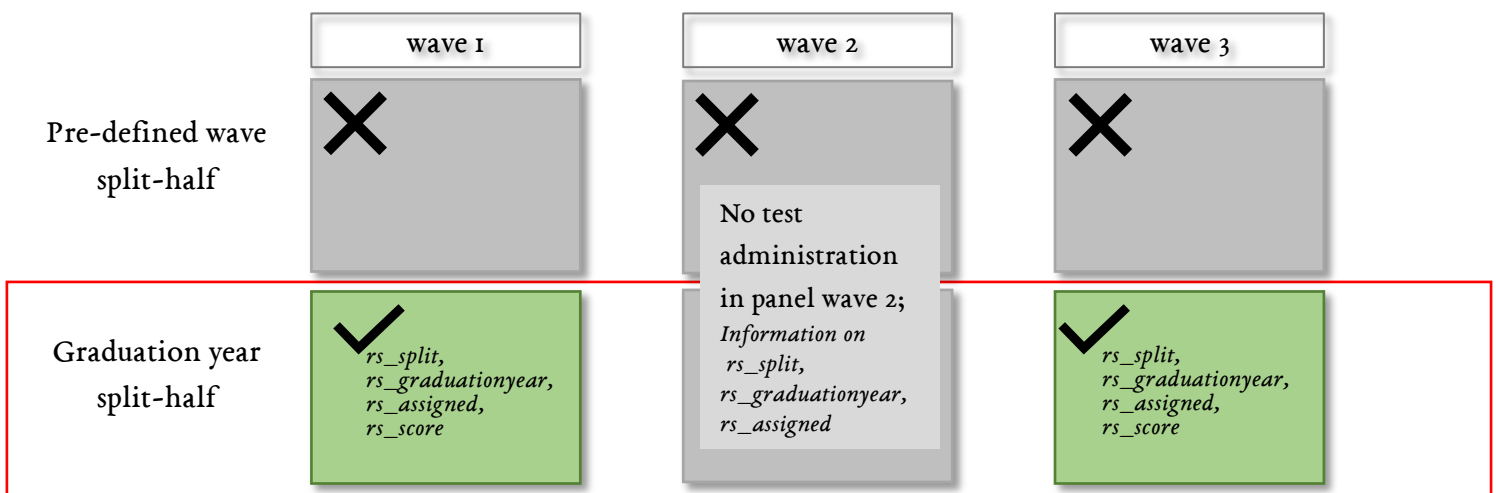 wave 1
wave 2
wave 3
Pre-defined wave
split-half
No test
administration
in panel wave 2;
Information on
rs_split,
rs_graduationyear,
rs_assigned
Graduation year
split-half
rs_split,
rs_graduationyear,
rs_assigned,
rs_score
rs_split,
rs_graduationyear,
rs_assigned,
rs_score